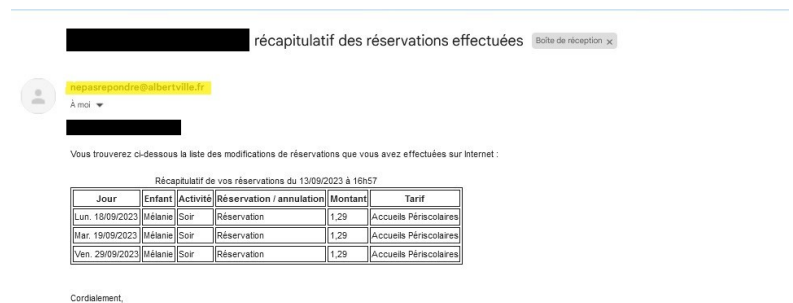 récapitulatif des réservations effectuées Boîte de réception x
nepasrepondre@albertville.fr
À moi
Vous trouverez ci-dessous la liste des modifications de réservations que vous avez effectuées sur Internet :
Récapitulatif de vos réservations du 13/09/2023 à 16h57
Jour Enfant Activité Réservation / annulation Montant Tarif
Lun. 18/09/2023 Mélanie Soir Réservation 1,29 Accueils Périscolaires
Mar. 19/09/2023 Mélanie Soir Réservation 1,29 Accueils Périscolaires
Ven. 29/09/2023 Mélanie Soir Réservation 1,29 Accueils Périscolaires
Cordialement,